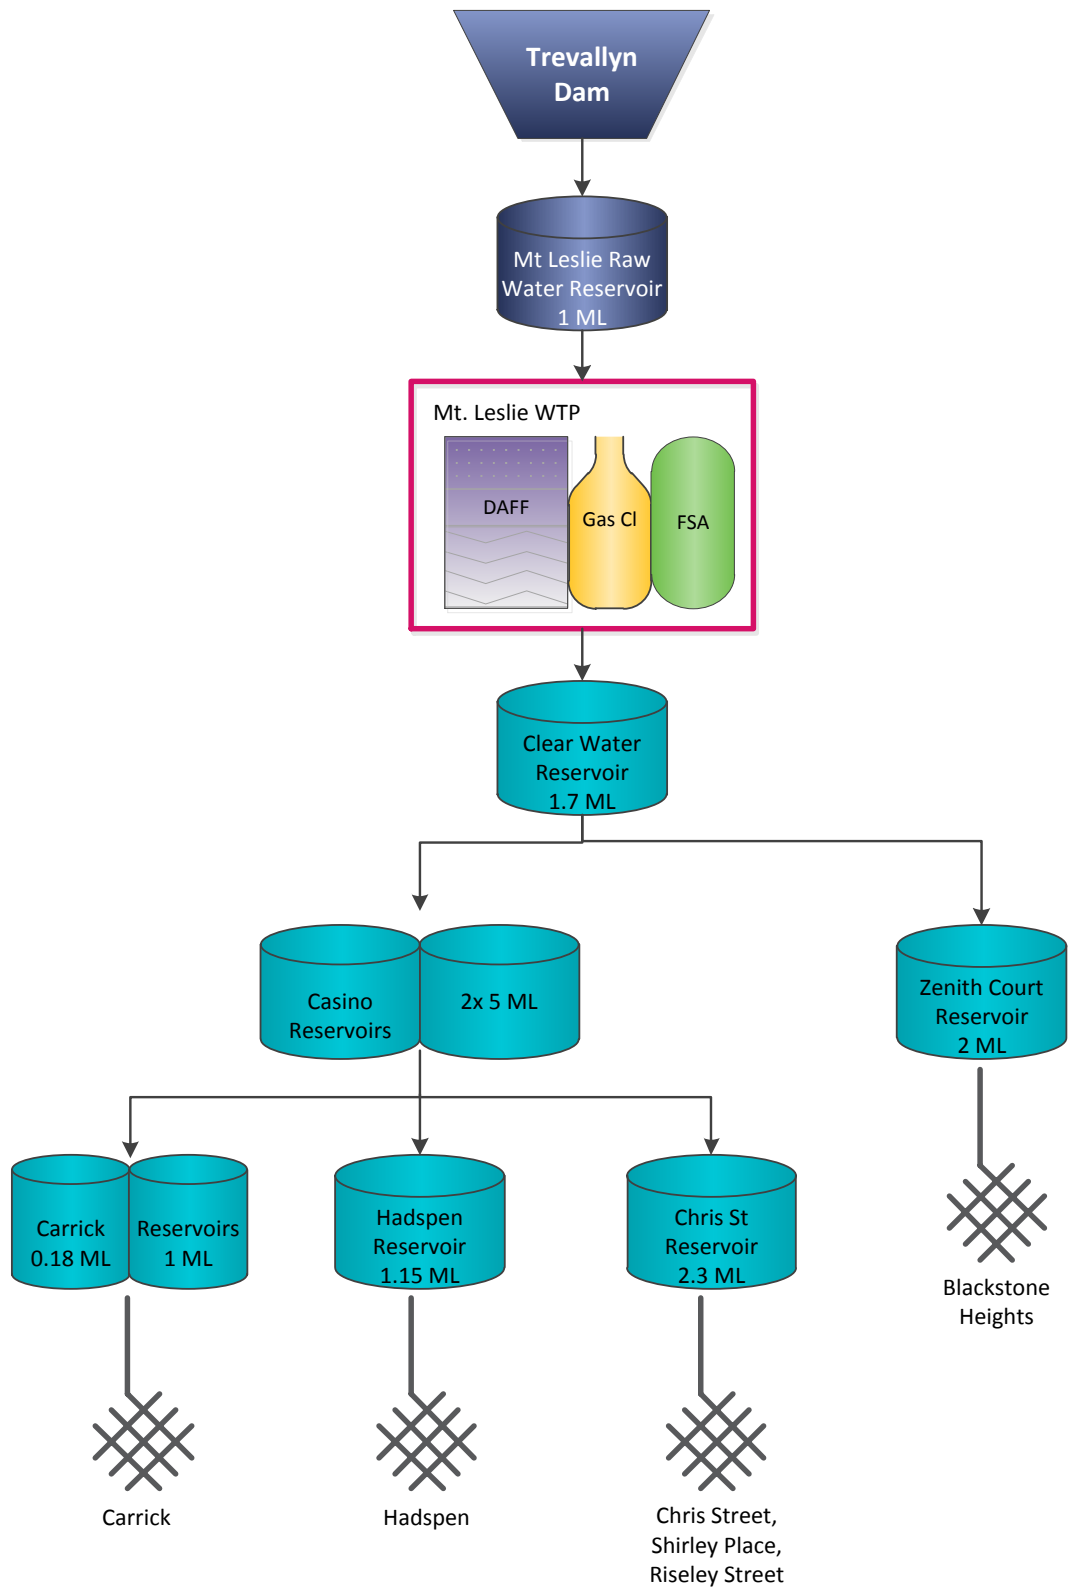 Trevallyn
Dam
Mt Leslie Raw
Water Reservoir
1 ML
Mt. Leslie WTP
DAFF
Gas Cl
FSA
Clear Water
Reservoir
1.7 ML
Casino
Reservoirs
2x 5 ML
Zenith Court
Reservoir
2 ML
Carrick
0.18 ML
Reservoirs
1 ML
Hadspen
Reservoir
1.15 ML
Chris St
Reservoir
2.3 ML
Blackstone
Heights
Carrick
Hadspen
Chris Street,
Shirley Place,
Riseley Street